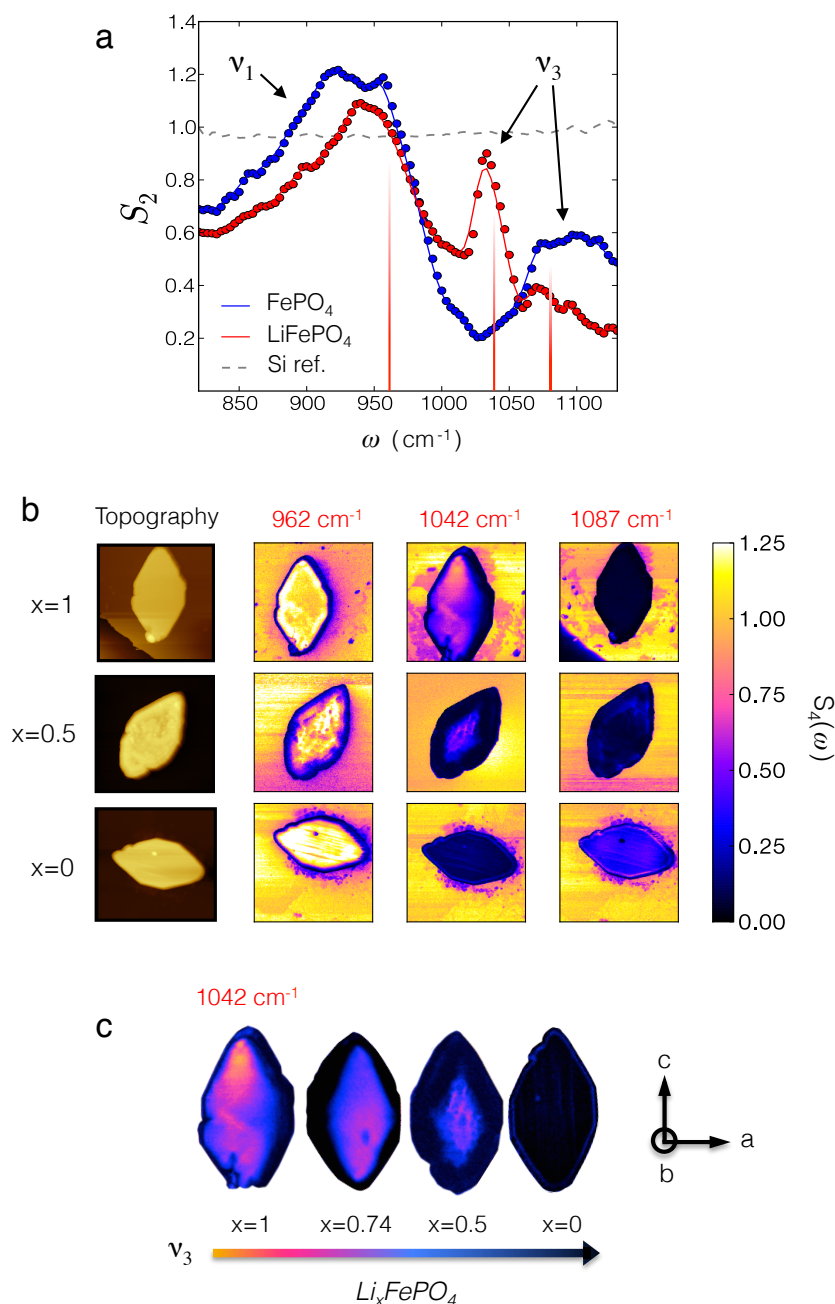 a
1.4
1.2
1.0
0.8
0.6
0.4
0.2
S₂
ν₁
ν₃
FePO₄
LiFePO₄
Si ref.
850 900 950 1000 1050 1100
ω (cm⁻¹)
b
Topography 962 cm⁻¹ 1042 cm⁻¹ 1087 cm⁻¹
x=1
x=0.5
x=0
1.25
1.00
0.75
0.50
0.25
0.00
S₄(ω)
1042 cm⁻¹
c
x=1 x=0.74 x=0.5 x=0
ν₃
LiₓFePO₄
c
a
b